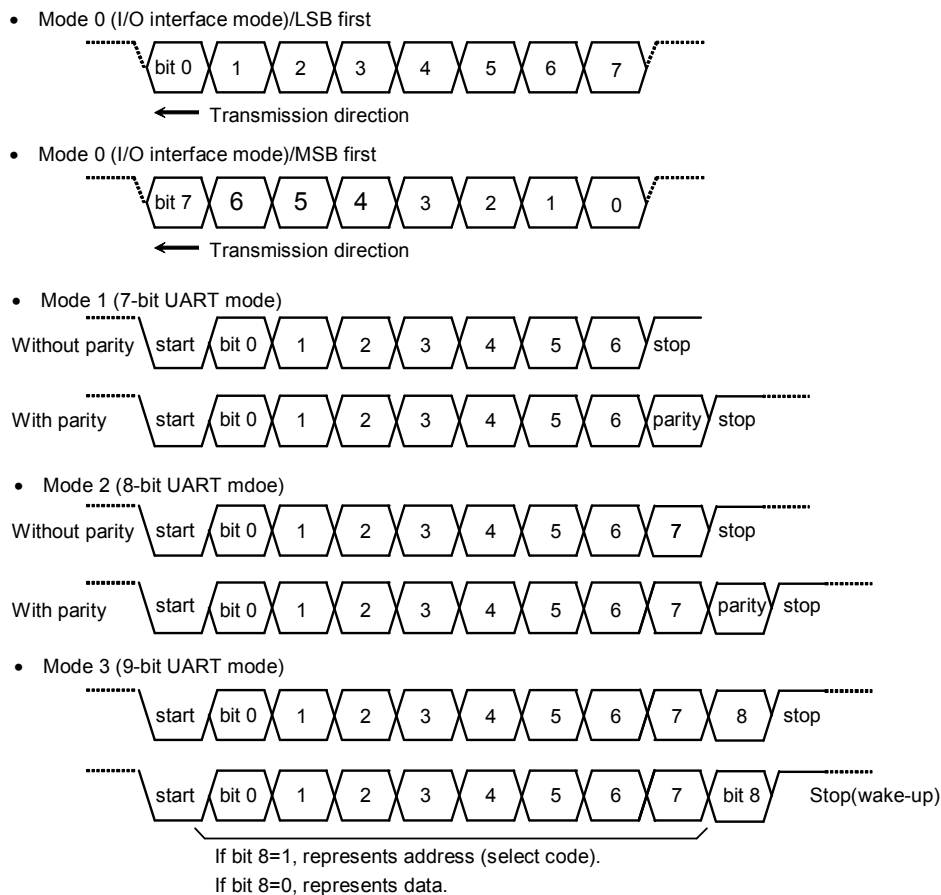 • Mode 0 (I/O interface mode)/LSB first
bit 0 1 2 3 4 5 6 7
Transmission direction
• Mode 0 (I/O interface mode)/MSB first
bit 7 6 5 4 3 2 1 0
Transmission direction
• Mode 1 (7-bit UART mode)
Without parity start bit 0 1 2 3 4 5 6 stop
With parity start bit 0 1 2 3 4 5 6 parity stop
• Mode 2 (8-bit UART mdoe)
Without parity start bit 0 1 2 3 4 5 6 7 stop
With parity start bit 0 1 2 3 4 5 6 7 parity stop
• Mode 3 (9-bit UART mode)
start bit 0 1 2 3 4 5 6 7 8 stop
start bit 0 1 2 3 4 5 6 7 bit 8 Stop(wake-up)
If bit 8=1, represents address (select code).
If bit 8=0, represents data.